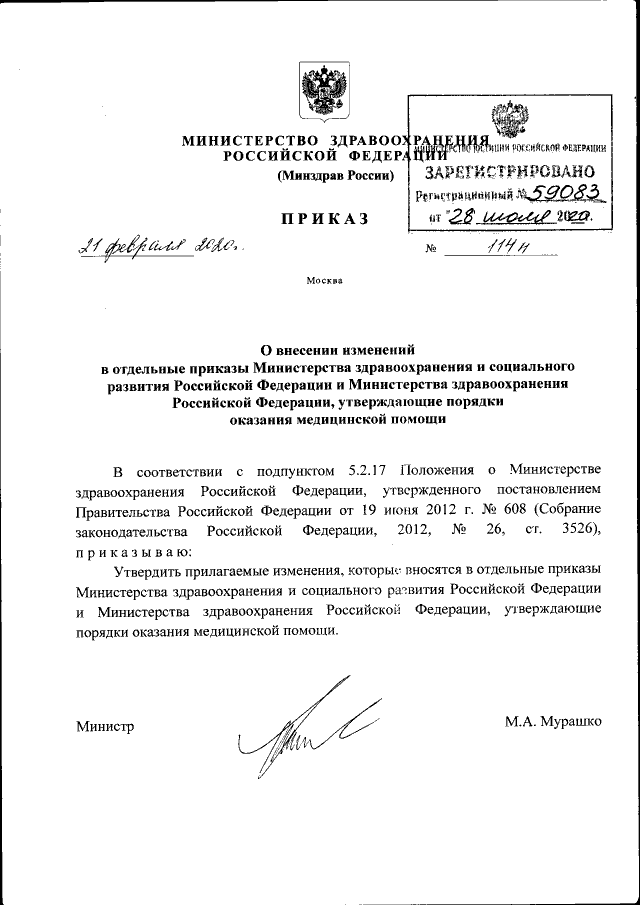 МИНИСТЕРСТВО ЗДРАВООХРАНЕНИЯ
РОССИЙСКОЙ ФЕДЕРАЦИИ
(Минздрав России)
МИНИСТЕРСТВО ЮСТИЦИИ РОССИЙСКОЙ ФЕДЕРАЦИИ
ЗАРЕГИСТРИРОВАНО
Регистрационный № 59083
от "28 июля 2020.
ПРИКАЗ
21 февраля 2020г.
№ 114н
Москва
О внесении изменений
в отдельные приказы Министерства здравоохранения и социального
развития Российской Федерации и Министерства здравоохранения
Российской Федерации, утверждающие порядки
оказания медицинской помощи
В соответствии с подпунктом 5.2.17 Положения о Министерстве
здравоохранения Российской Федерации, утвержденного постановлением
Правительства Российской Федерации от 19 июня 2012 г. № 608 (Собрание
законодательства Российской Федерации, 2012, № 26, ст. 3526),
приказываю:
Утвердить прилагаемые изменения, которые вносятся в отдельные приказы
Министерства здравоохранения и социального развития Российской Федерации
и Министерства здравоохранения Российской Федерации, утверждающие
порядки оказания медицинской помощи.
Министр
М.А. Мурашко